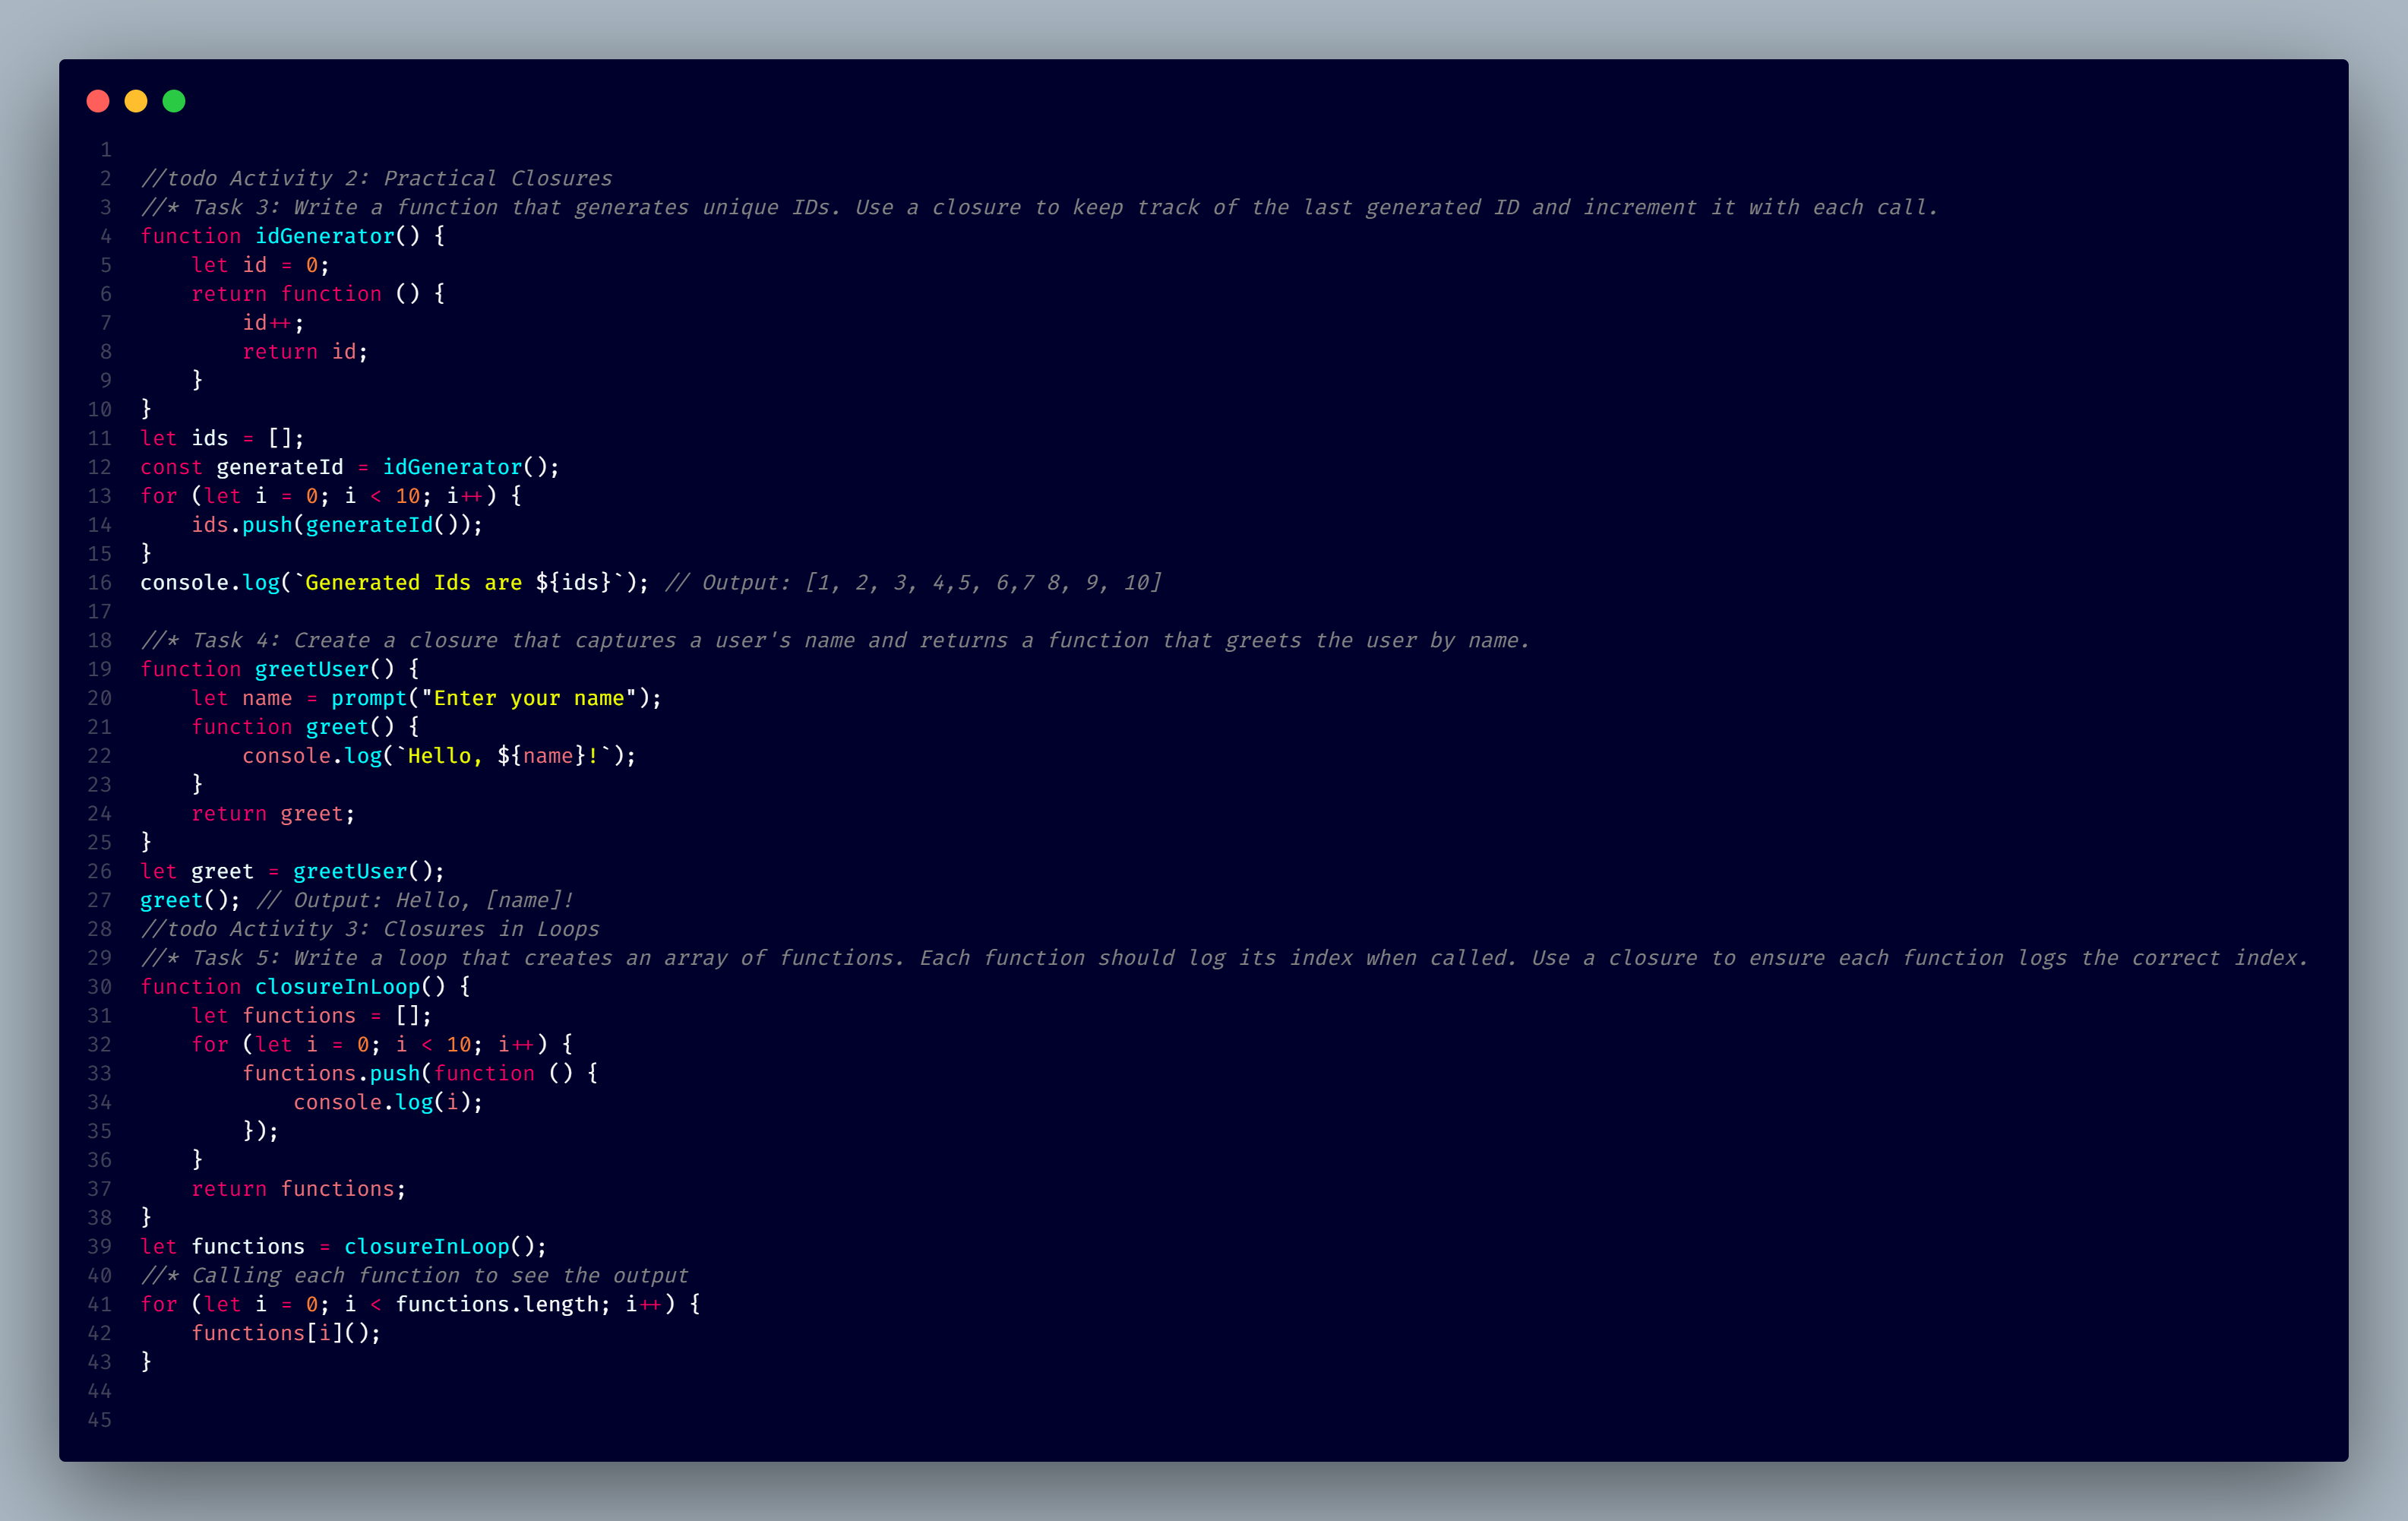 1
2 //todo Activity 2: Practical Closures
3 //* Task 3: Write a function that generates unique IDs. Use a closure to keep track of the last generated ID and increment it with each call.
4 function idGenerator() {
5     let id = 0;
6     return function () {
7         id++;
8         return id;
9     }
10 }
11 let ids = [];
12 const generateId = idGenerator();
13 for (let i = 0; i < 10; i++) {
14     ids.push(generateId());
15 }
16 console.log(`Generated Ids are ${ids}`); // Output: [1, 2, 3, 4,5, 6,7 8, 9, 10]
17
18 //* Task 4: Create a closure that captures a user's name and returns a function that greets the user by name.
19 function greetUser() {
20     let name = prompt("Enter your name");
21     function greet() {
22         console.log(`Hello, ${name}!`);
23     }
24     return greet;
25 }
26 let greet = greetUser();
27 greet(); // Output: Hello, [name]!
28 //todo Activity 3: Closures in Loops
29 //* Task 5: Write a loop that creates an array of functions. Each function should log its index when called. Use a closure to ensure each function logs the correct index.
30 function closureInLoop() {
31     let functions = [];
32     for (let i = 0; i < 10; i++) {
33         functions.push(function () {
34             console.log(i);
35         });
36     }
37     return functions;
38 }
39 let functions = closureInLoop();
40 //* Calling each function to see the output
41 for (let i = 0; i < functions.length; i++) {
42     functions[i]();
43 }
44
45